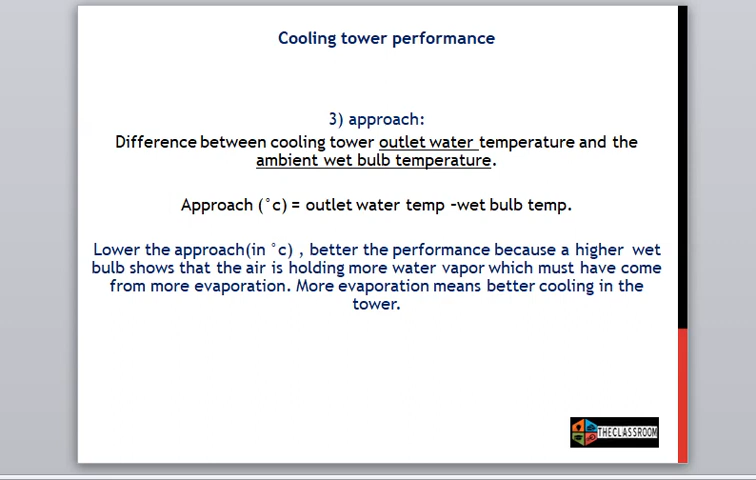 Cooling tower performance
3) approach:
Difference between cooling tower outlet water temperature and the
ambient wet bulb temperature.
Approach (˚c) = outlet water temp –wet bulb temp.
Lower the approach(in ˚c) , better the performance because a higher wet
bulb shows that the air is holding more water vapor which must have come
from more evaporation. More evaporation means better cooling in the
tower.
THECLASSROOM